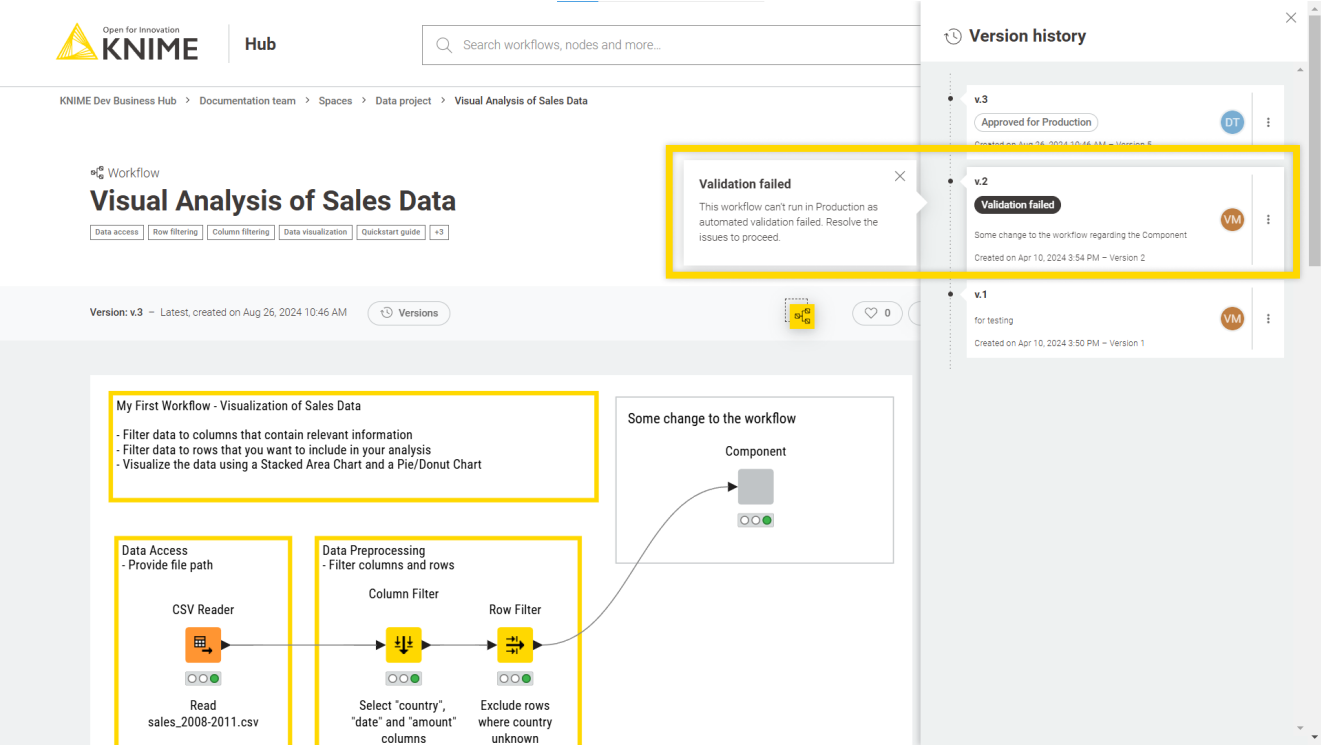 Open for Innovation
KNIME
Hub
Search workflows, nodes and more...
Version history
KNIME Dev Business Hub > Documentation team > Spaces > Data project > Visual Analysis of Sales Data
v.3
Approved for Production
DT
Created on Aug 26, 2024 10:46 AM – Version 5
Workflow
Visual Analysis of Sales Data
Data access
Row filtering
Column filtering
Data visualization
Quickstart guide
+3
Validation failed
This workflow can't run in Production as
automated validation failed. Resolve the
issues to proceed.
v.2
Validation failed
VM
Some change to the workflow regarding the Component
Created on Apr 10, 2024 3:54 PM – Version 2
v.1
for testing
VM
Created on Apr 10, 2024 3:50 PM – Version 1
Version: v.3 – Latest, created on Aug 26, 2024 10:46 AM
Versions
0
My First Workflow - Visualization of Sales Data
- Filter data to columns that contain relevant information
- Filter data to rows that you want to include in your analysis
- Visualize the data using a Stacked Area Chart and a Pie/Donut Chart
Some change to the workflow
Component
Data Access
- Provide file path
CSV Reader
Read
sales_2008-2011.csv
Data Preprocessing
- Filter columns and rows
Column Filter
Select "country",
"date" and "amount"
columns
Row Filter
Exclude rows
where country
unknown